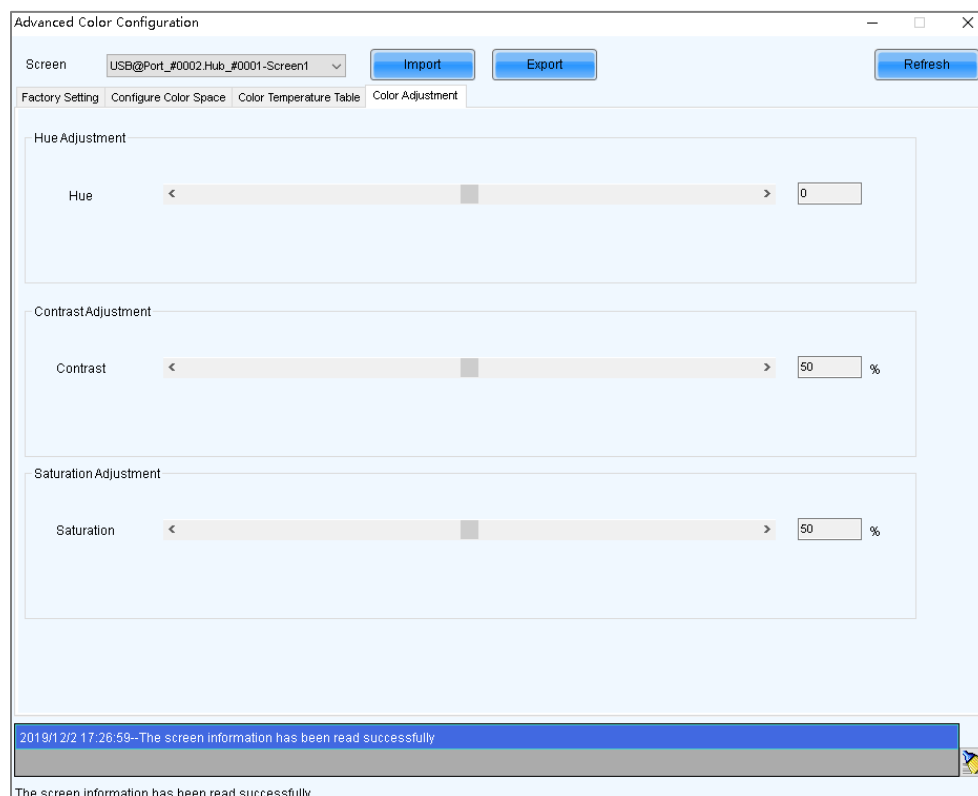 Advanced Color Configuration
Screen USB@Port_#0002.Hub_#0001-Screen1 Import Export Refresh
Factory Setting Configure Color Space Color Temperature Table Color Adjustment
Hue Adjustment
Hue 0
Contrast Adjustment
Contrast 50 %
Saturation Adjustment
Saturation 50 %
2019/12/2 17:26:59--The screen information has been read successfully
The screen information has been read successfully